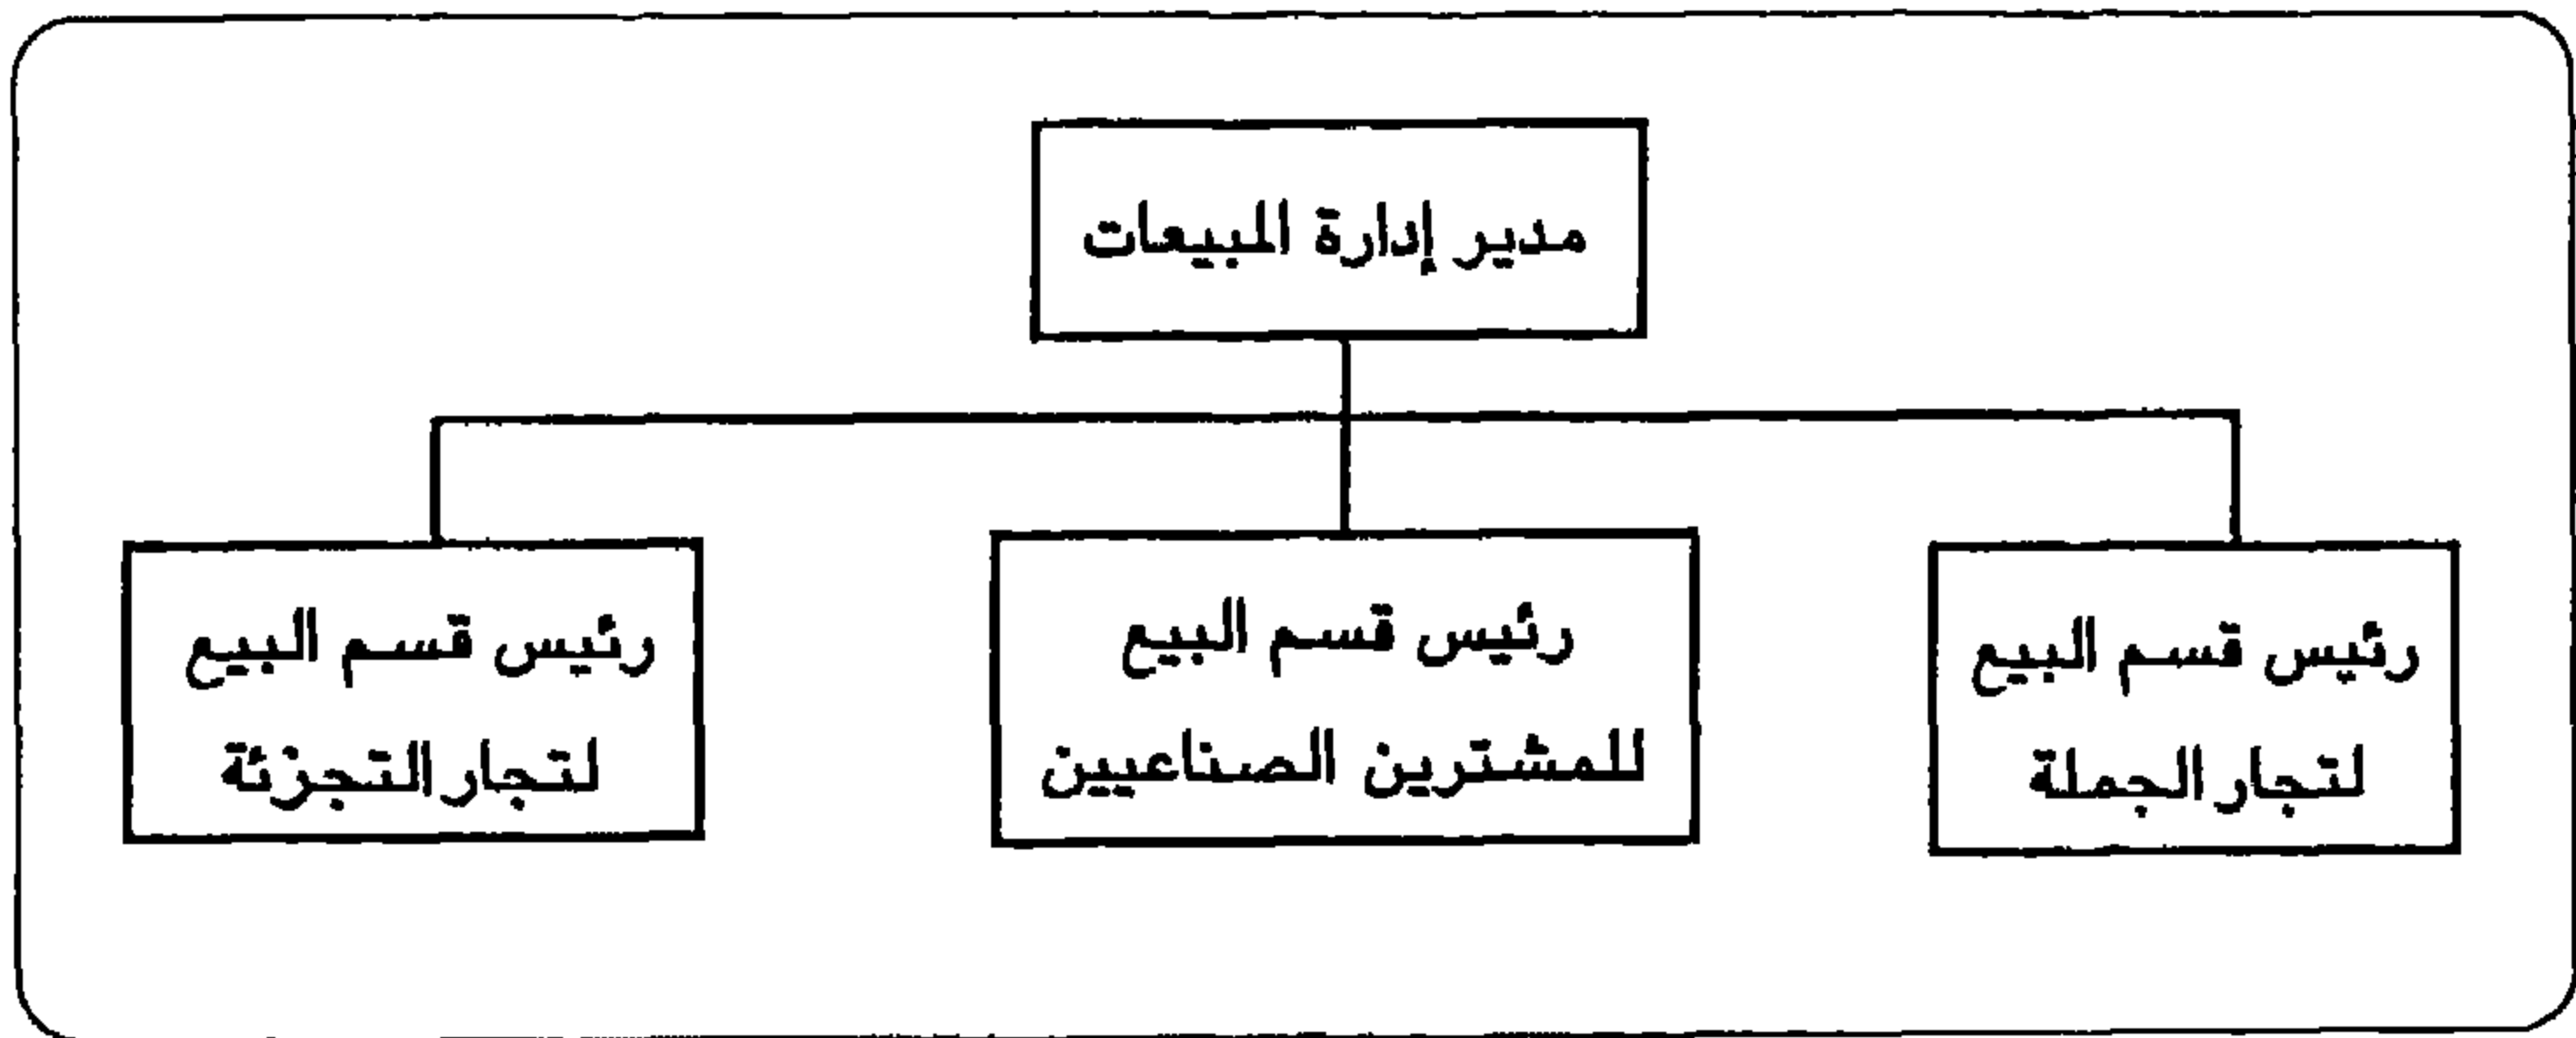 مدير إدارة المبيعات
رئيس قسم البيع
لتجار الجملة
رئيس قسم البيع
للمشترين الصناعيين
رئيس قسم البيع
لتجار التجزئة